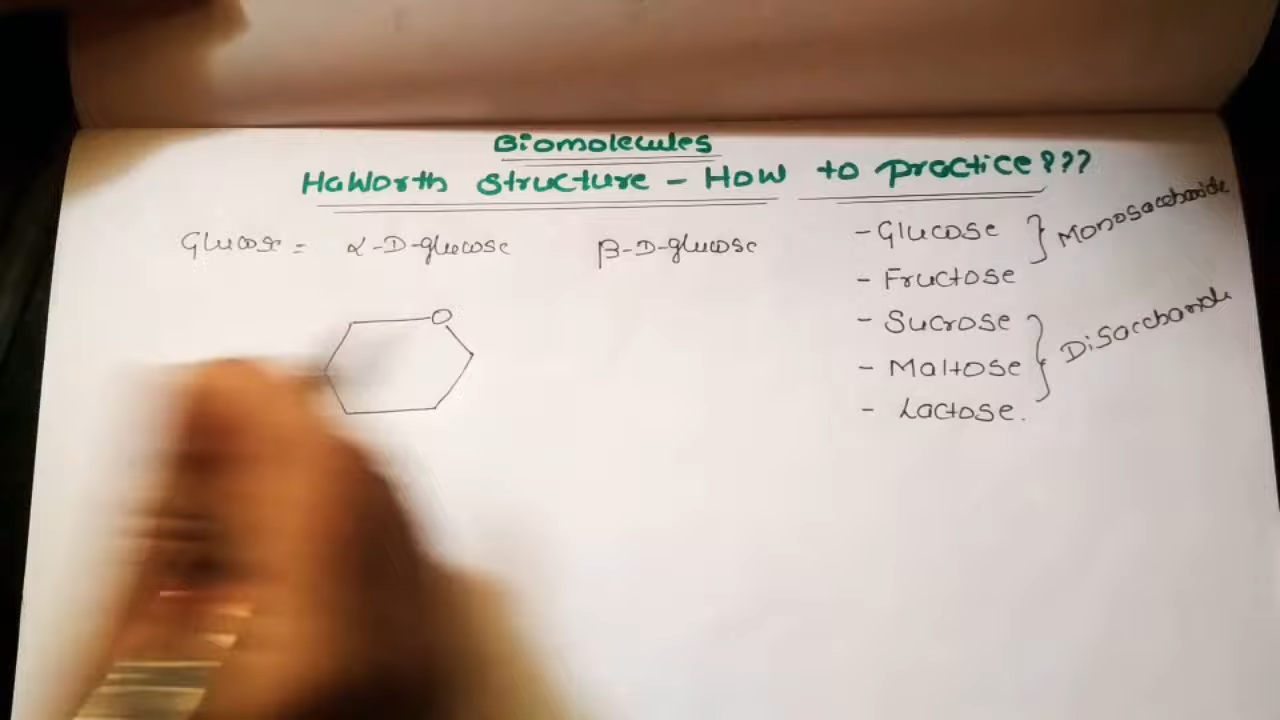 Biomolecules
HaWorth structure - How to practice???
Glucose = α-D-glucose β-D-glucose
- Glucose } Monosaccharide
- Fructose
- Sucrose } Disaccharide
- Maltose
- Lactose.
O